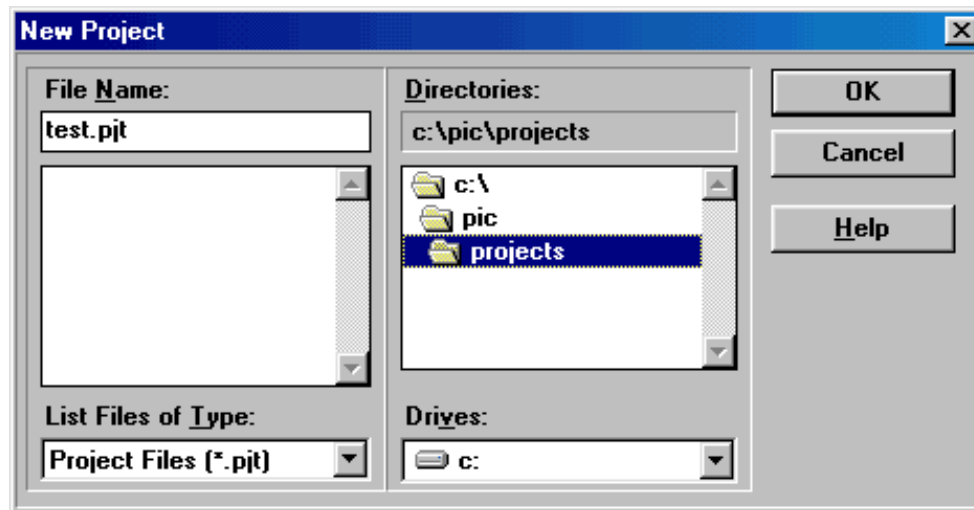 New Project
File Name:
test.pjt
List Files of Type:
Project Files (*.pjt)
Directories:
c:\pic\projects
c:\
pic
projects
Drives:
c:
OK
Cancel
Help